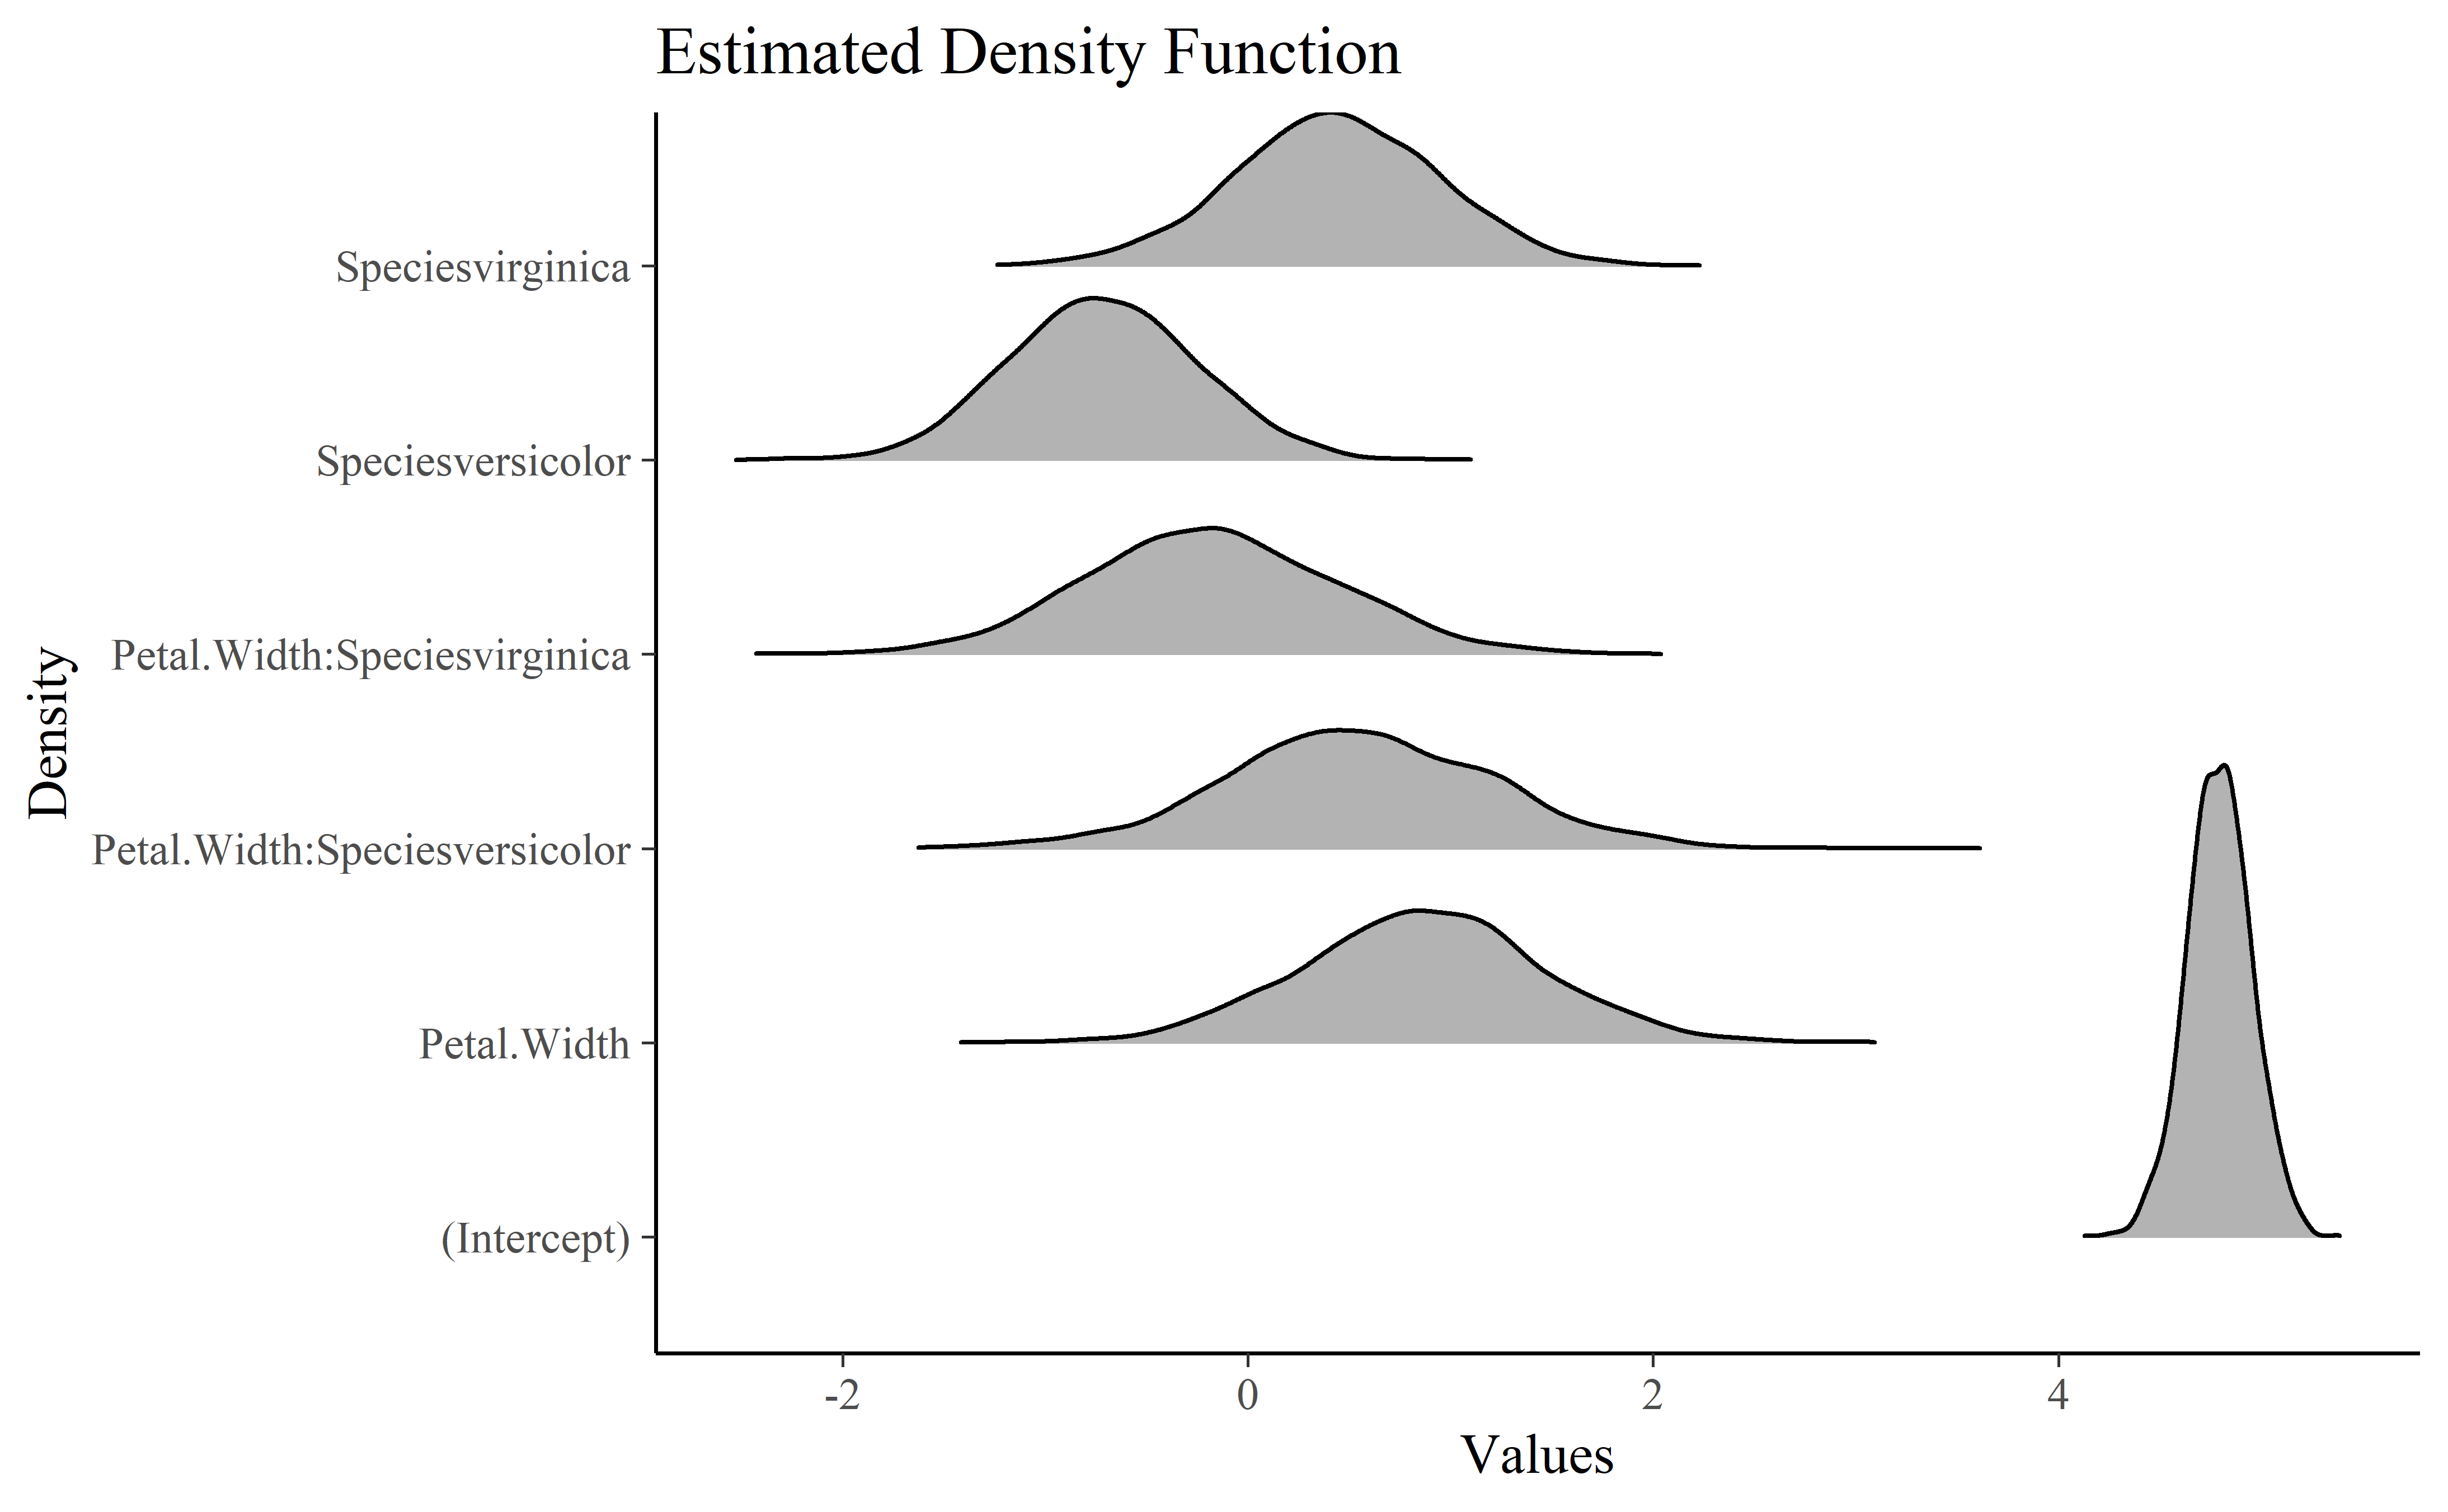 Estimated Density Function
Speciesvirginica
Speciesversicolor
Petal.Width:Speciesvirginica
Petal.Width:Speciesversicolor
Petal.Width
(Intercept)
Density
-2 0 2 4
Values